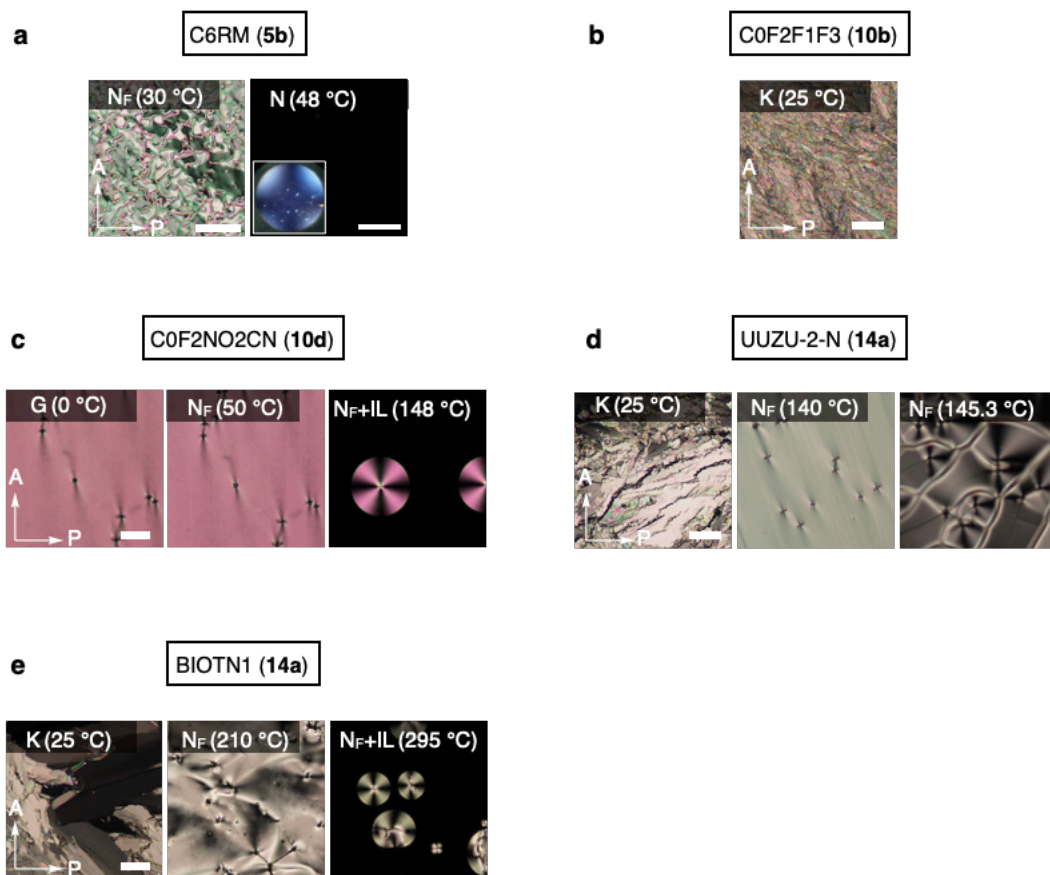 a
C6RM (5b)
NF (30 °C)
N (48 °C)
A
P
b
C0F2F1F3 (10b)
K (25 °C)
A
P
c
C0F2NO2CN (10d)
G (0 °C)
NF (50 °C)
NF+IL (148 °C)
A
P
d
UUZU-2-N (14a)
K (25 °C)
NF (140 °C)
NF (145.3 °C)
A
P
e
BIOTN1 (14a)
K (25 °C)
NF (210 °C)
NF+IL (295 °C)
A
P